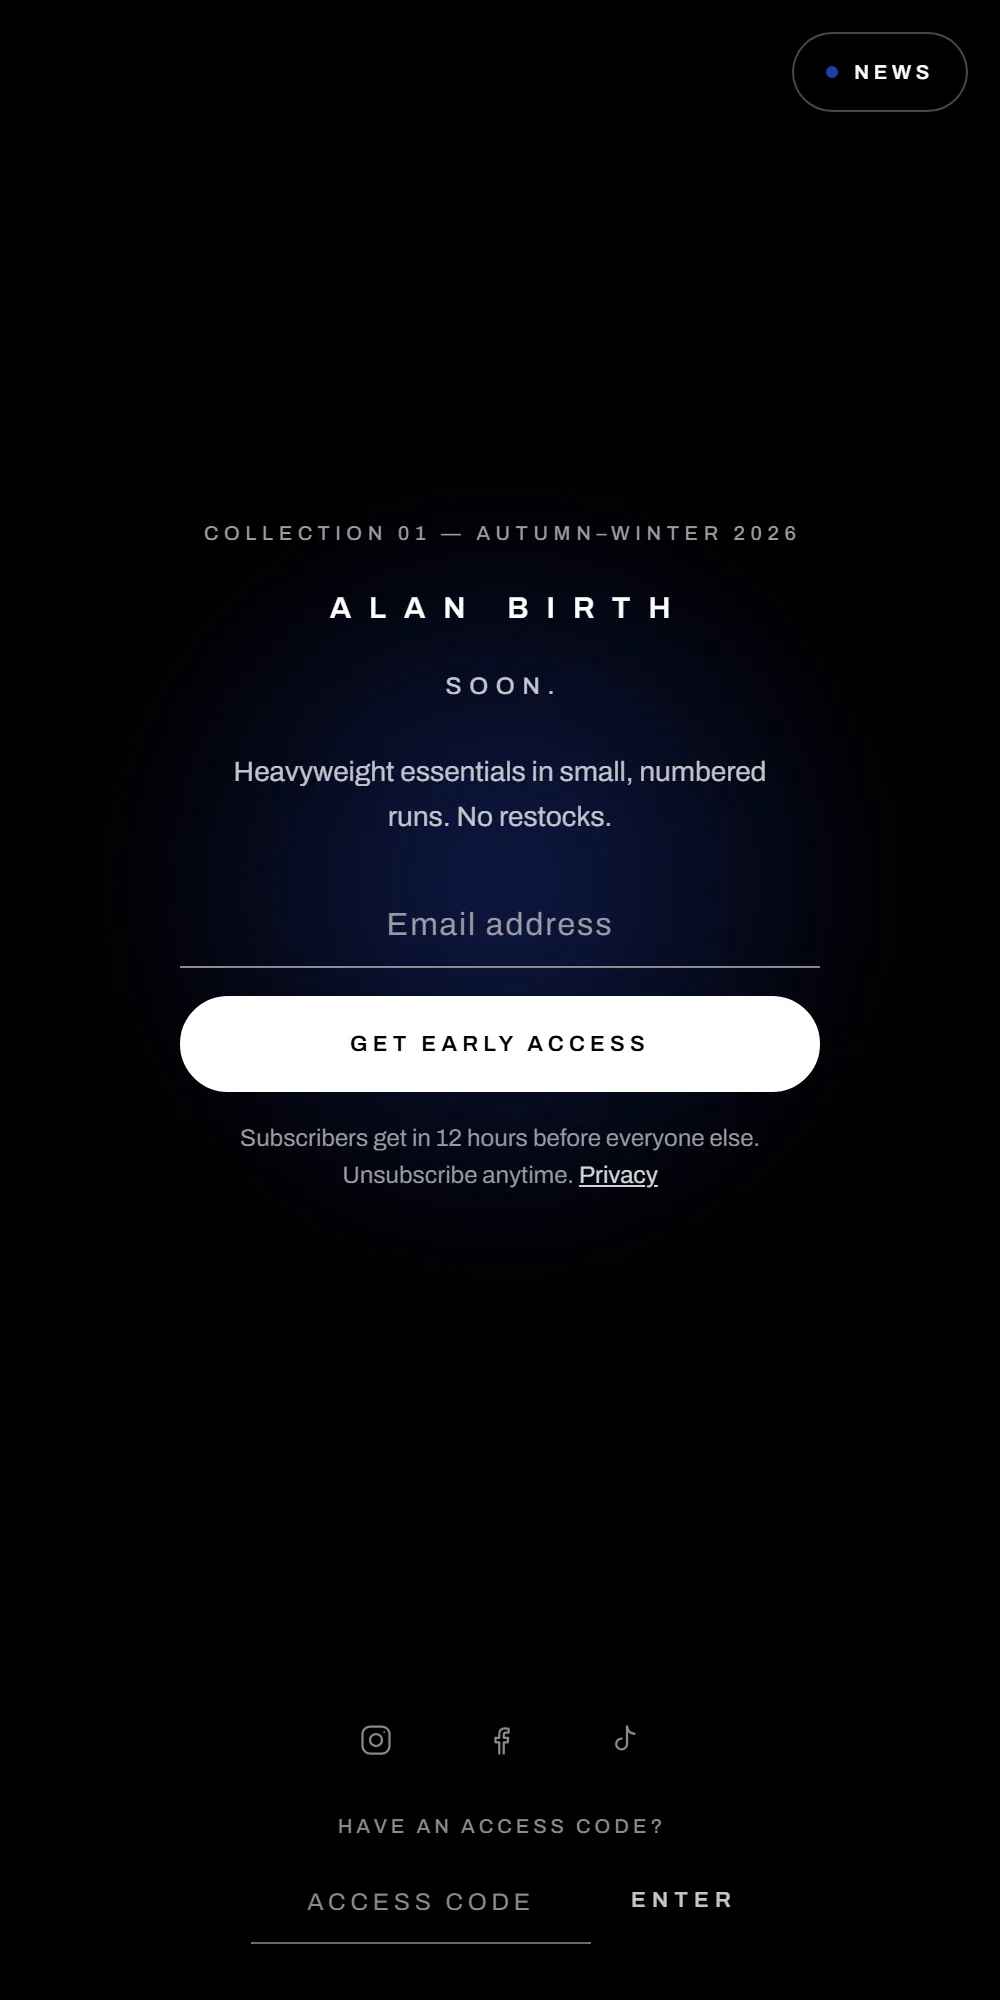 NEWS
COLLECTION 01 — AUTUMN–WINTER 2026
ALAN BIRTH
SOON.
Heavyweight essentials in small, numbered
runs. No restocks.
Email address
GET EARLY ACCESS
Subscribers get in 12 hours before everyone else.
Unsubscribe anytime. Privacy
HAVE AN ACCESS CODE?
ACCESS CODE
ENTER